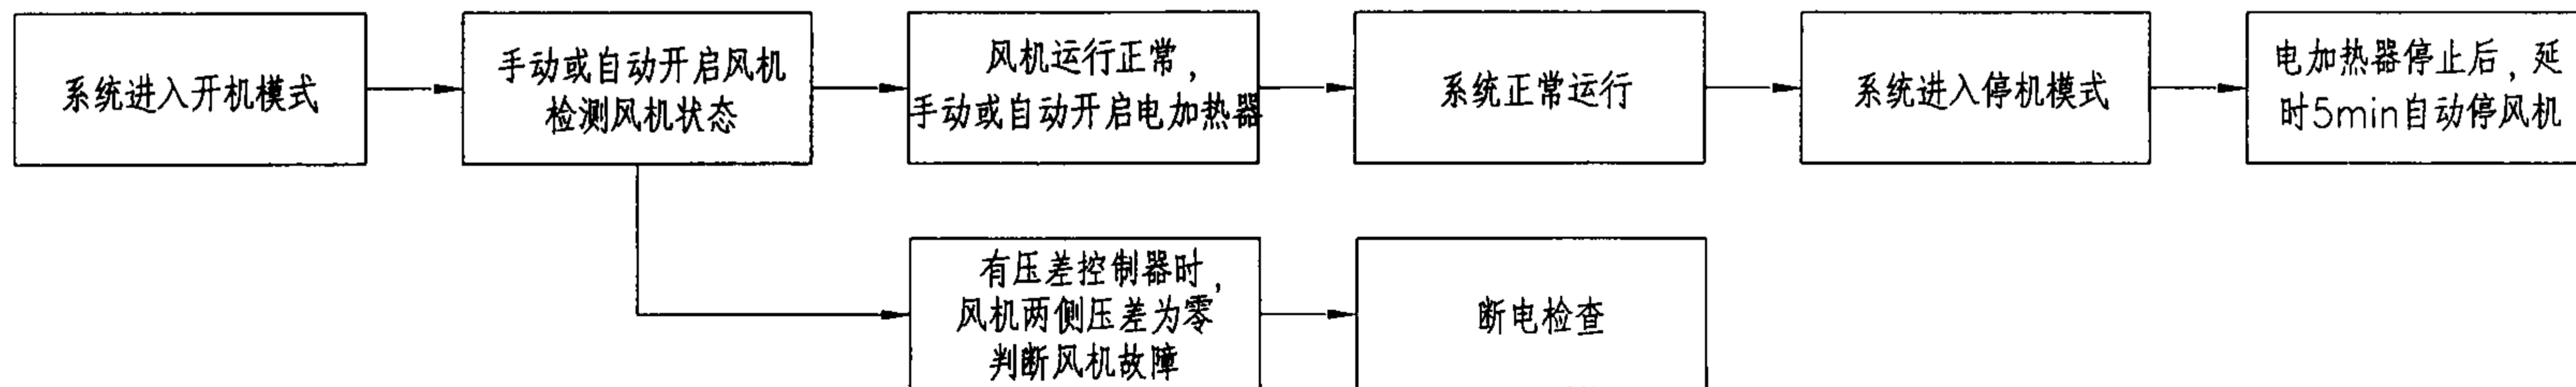 系统进入开机模式
手动或自动开启风机
检测风机状态
风机运行正常，
手动或自动开启电加热器
系统正常运行
系统进入停机模式
电加热器停止后，延
时5min自动停风机
有压差控制器时，
风机两侧压差为零
判断风机故障
断电检查